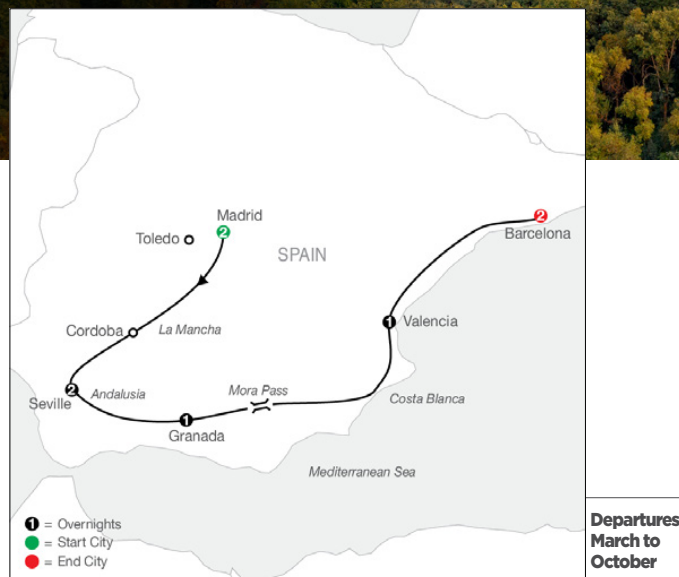 Madrid
2
Toledo
SPAIN
2
Barcelona
1
Valencia
Cordoba
La Mancha
2
Seville
Andalusia
Mora Pass
Costa Blanca
1
Granada
Mediterranean Sea
1 = Overnights
= Start City
= End City
Departures
March to
October